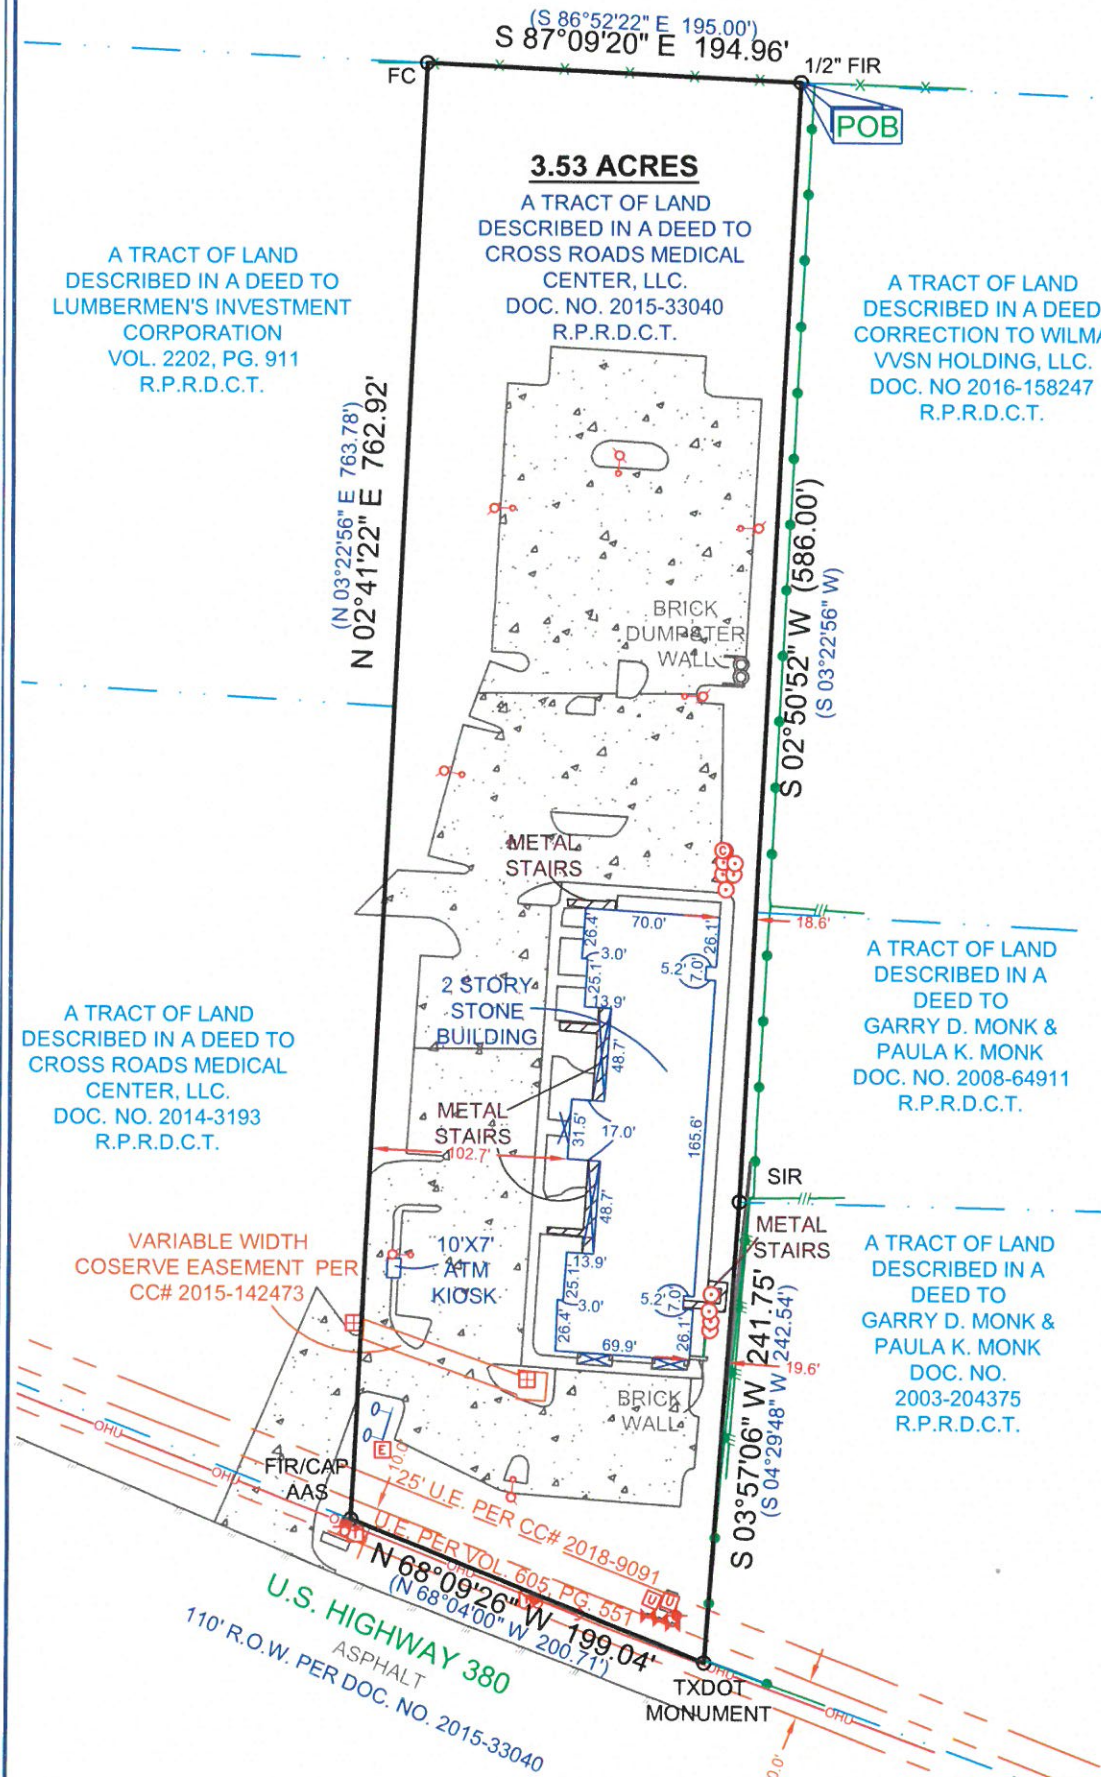 (S 86°52'22" E 195.00')
S 87°09'20" E 194.96'
FC
1/2" FIR
POB
3.53 ACRES
A TRACT OF LAND
DESCRIBED IN A DEED TO
CROSS ROADS MEDICAL
CENTER, LLC.
DOC. NO. 2015-33040
R.P.R.D.C.T.
A TRACT OF LAND
DESCRIBED IN A DEED TO
LUMBERMEN'S INVESTMENT
CORPORATION
VOL. 2202, PG. 911
R.P.R.D.C.T.
A TRACT OF LAND
DESCRIBED IN A DEED
CORRECTION TO WILMA
VVSN HOLDING, LLC.
DOC. NO 2016-158247
R.P.R.D.C.T.
(N 03°22'56" E 763.78')
N 02°41'22" E 762.92'
S 02°50'52" W (586.00')
(S 03°22'56" W)
BRICK
DUMPSTER
WALL
METAL
STAIRS
C
70.0'
26.4'
26.1'
3.0'
5.2'
7.0'
25.1'
13.9'
18.6'
2 STORY
STONE
BUILDING
48.7'
A TRACT OF LAND
DESCRIBED IN A
DEED TO
GARRY D. MONK &
PAULA K. MONK
DOC. NO. 2008-64911
R.P.R.D.C.T.
A TRACT OF LAND
DESCRIBED IN A DEED TO
CROSS ROADS MEDICAL
CENTER, LLC.
DOC. NO. 2014-3193
R.P.R.D.C.T.
METAL
STAIRS
31.5'
17.0'
165.6'
102.7'
48.7'
SIR
METAL
STAIRS
VARIABLE WIDTH
COSERVE EASEMENT PER
CC# 2015-142473
10'X7'
ATM
KIOSK
13.9'
25.1'
3.0'
5.2'
7.0'
26.4'
26.1'
69.9'
19.6'
A TRACT OF LAND
DESCRIBED IN A
DEED TO
GARRY D. MONK &
PAULA K. MONK
DOC. NO.
2003-204375
R.P.R.D.C.T.
S 03°57'06" W 241.75'
(S 04°29'48" W 242.54')
BRICK
WALL
E
10.0'
FIR/CAP
AAS
OHU
OHU
25' U.E. PER CC# 2018-9091
U.E. PER VOL. 605, PG. 551
U U
OHU
N 68°09'26" W 199.04'
(N 68°04'00" W 200.71')
U.S. HIGHWAY 380
ASPHALT
110' R.O.W. PER DOC. NO. 2015-33040
OHU
TXDOT
MONUMENT
OHU